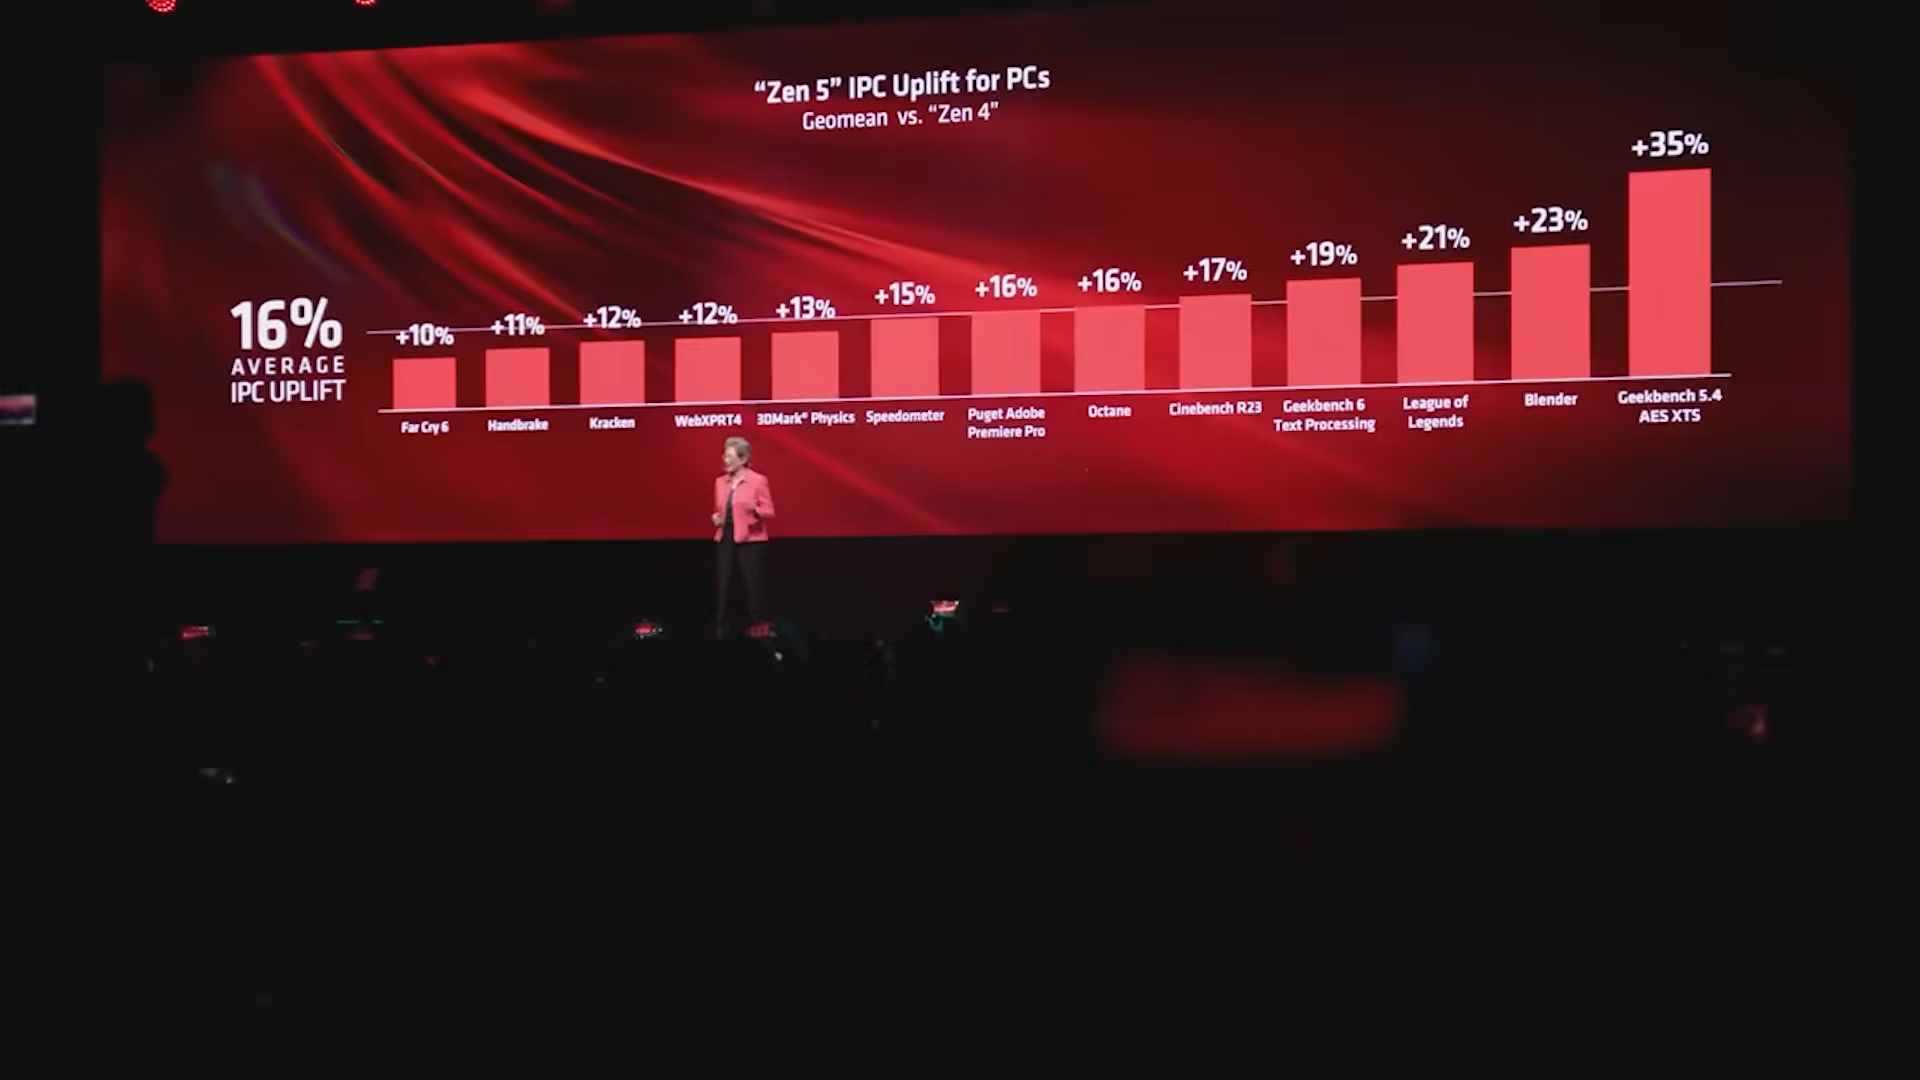 “Zen 5” IPC Uplift for PCs
Geomean vs. “Zen 4”
16%
AVERAGE
IPC UPLIFT
+10%
+11%
+12%
+12%
+13%
+15%
+16%
+16%
+17%
+19%
+21%
+23%
+35%
Far Cry 6
Handbrake
Kracken
WebXPRT4
3DMark® Physics
Speedometer
Puget Adobe
Premiere Pro
Octane
Cinebench R23
Geekbench 6
Text Processing
League of
Legends
Blender
Geekbench 5.4
AES XTS